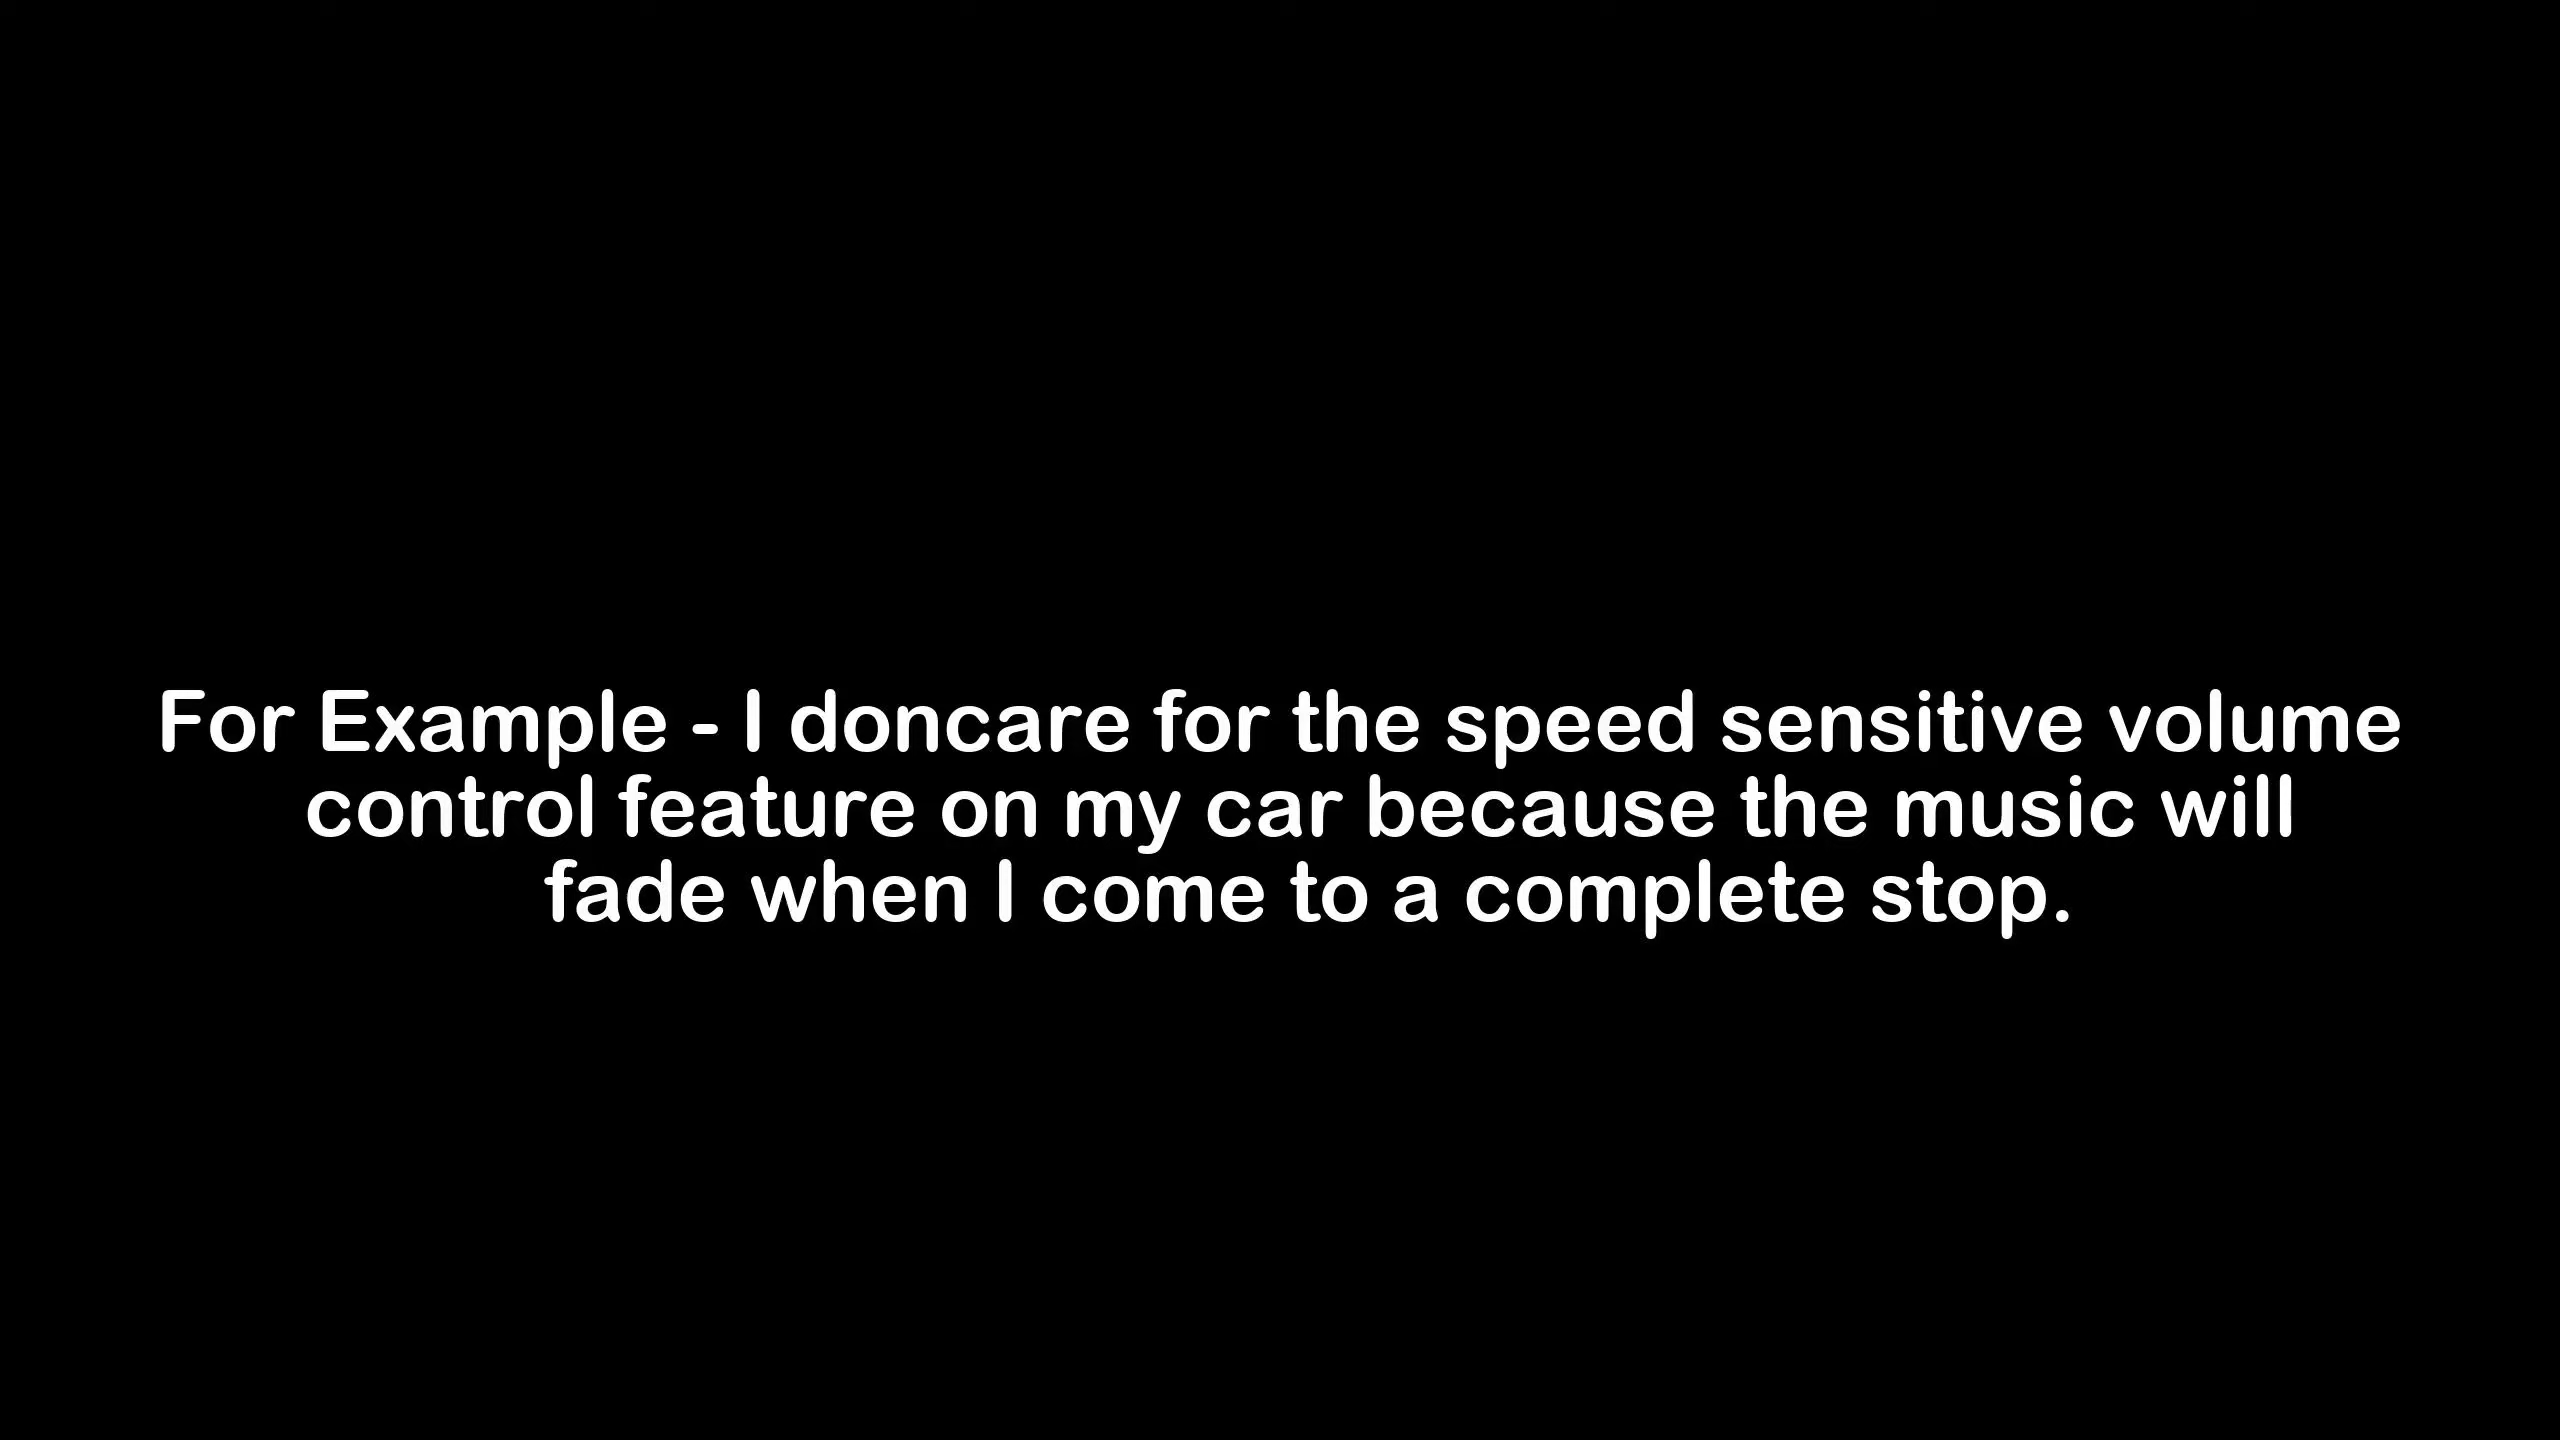 For Example - I doncare for the speed sensitive volume
control feature on my car because the music will
fade when I come to a complete stop.